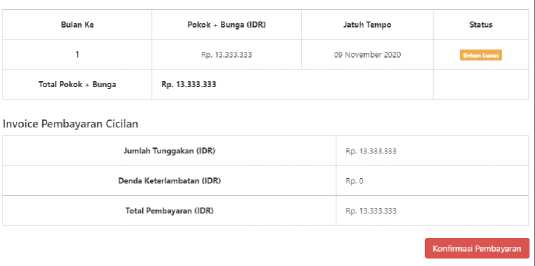 Bulan Ke Pokok + Bunga (IDR) Jatuh Tempo Status
1 Rp. 13.333.333 09 November 2020 Belum Lunas
Total Pokok + Bunga Rp. 13.333.333
Invoice Pembayaran Cicilan
Jumlah Tunggakan (IDR) Rp. 13.333.333
Denda Keterlambatan (IDR) Rp. 0
Total Pembayaran (IDR) Rp. 13.333.333
Konfirmasi Pembayaran